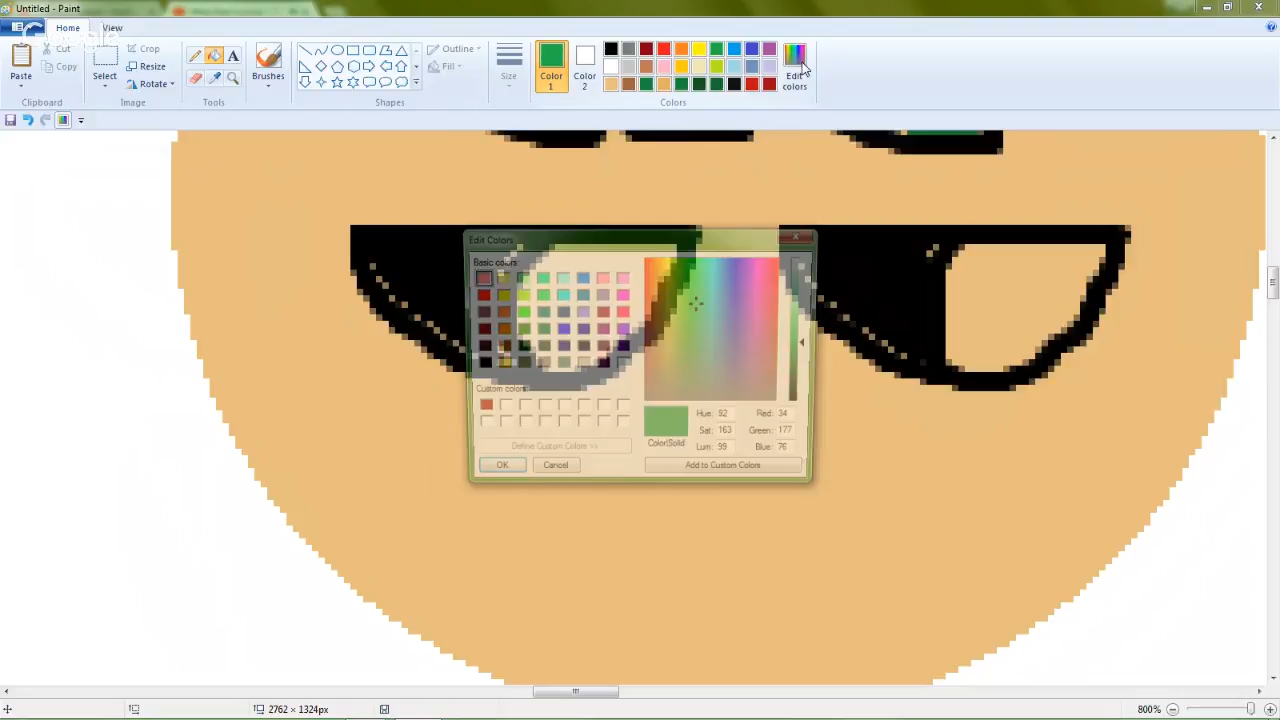 Untitled - Paint
Home View
Cut
Copy
Paste
Clipboard
Select
Crop
Resize
Rotate
Image
A
Tools
Brushes
Outline
Fill
Shapes
Size
Color
1
Color
2
Edit
colors
Colors
Edit Colors
Basic colors:
Custom colors:
Define Custom Colors >>
OK Cancel
Color|Solid
Hue: 92 Red: 34
Sat: 163 Green: 177
Lum: 99 Blue: 76
Add to Custom Colors
2762 × 1324px
800%